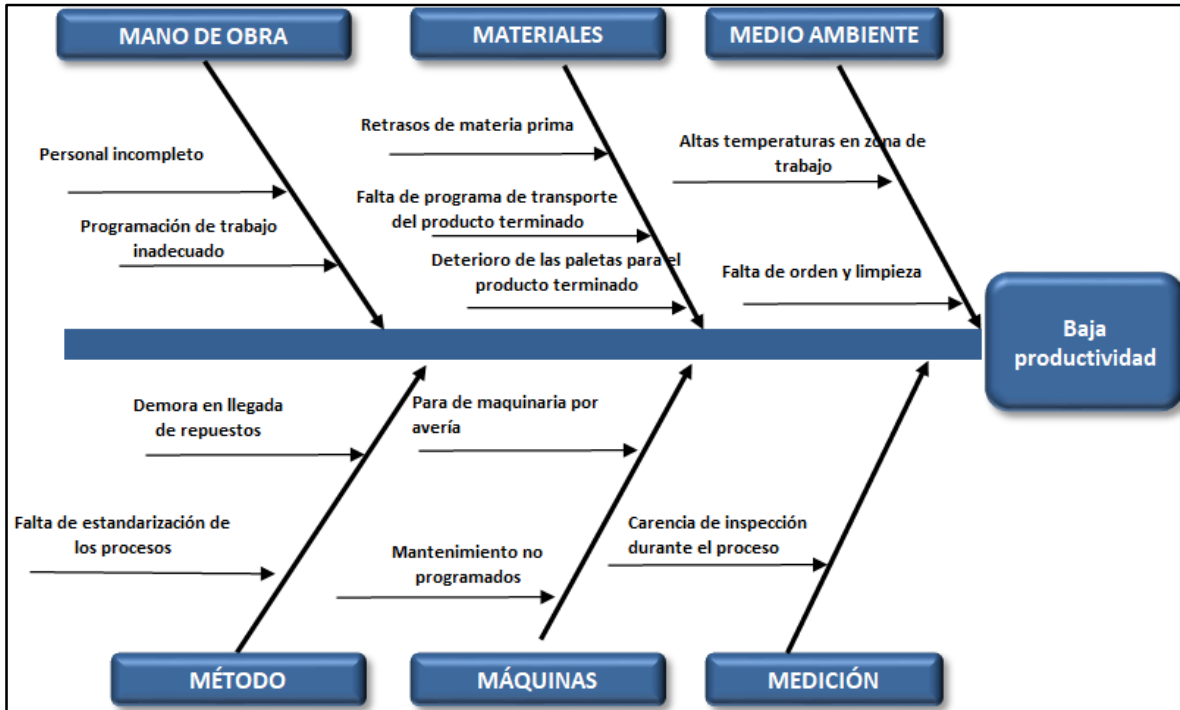 MANO DE OBRA
MATERIALES
MEDIO AMBIENTE
Personal incompleto
Programación de trabajo
inadecuado
Retrasos de materia prima
Falta de programa de transporte
del producto terminado
Deterioro de las paletas para el
producto terminado
Altas temperaturas en zona de
trabajo
Falta de orden y limpieza
Baja
productividad
Demora en llegada
de repuestos
Falta de estandarización de
los procesos
Para de maquinaria por
avería
Mantenimiento no
programados
Carencia de inspección
durante el proceso
MÉTODO
MÁQUINAS
MEDICIÓN